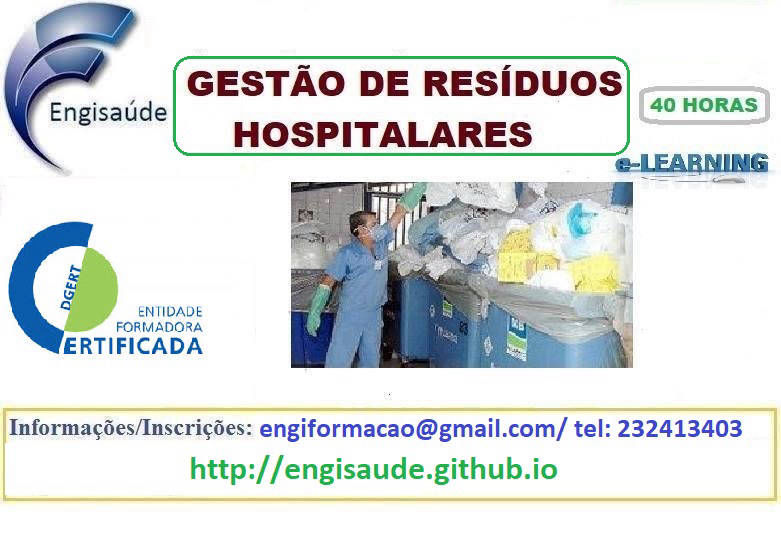 Engisaúde
GESTÃO DE RESÍDUOS
HOSPITALARES
40 HORAS
e-LEARNING
DGERT
ENTIDADE
FORMADORA
CERTIFICADA
Informações/Inscrições: engiformacao@gmail.com/ tel: 232413403
http://engisaude.github.io